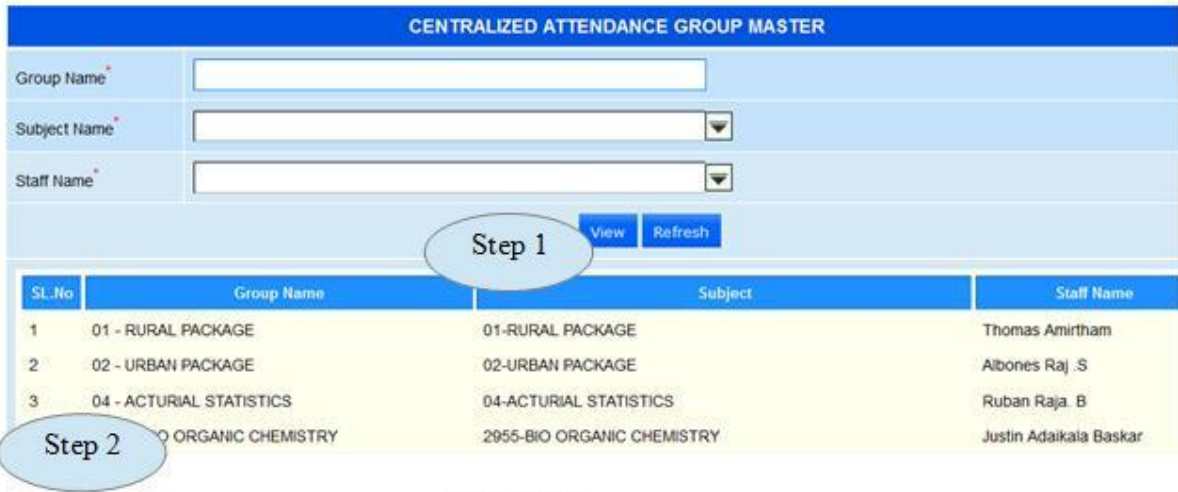 CENTRALIZED ATTENDANCE GROUP MASTER
Group Name*
Subject Name*
Staff Name*
Step 1 View Refresh
SL.No Group Name Subject Staff Name
1 01 - RURAL PACKAGE 01-RURAL PACKAGE Thomas Amirtham
2 02 - URBAN PACKAGE 02-URBAN PACKAGE Albones Raj .S
3 04 - ACTURIAL STATISTICS 04-ACTURIAL STATISTICS Ruban Raja. B
Step 2 ORGANIC CHEMISTRY 2955-BIO ORGANIC CHEMISTRY Justin Adaikala Baskar